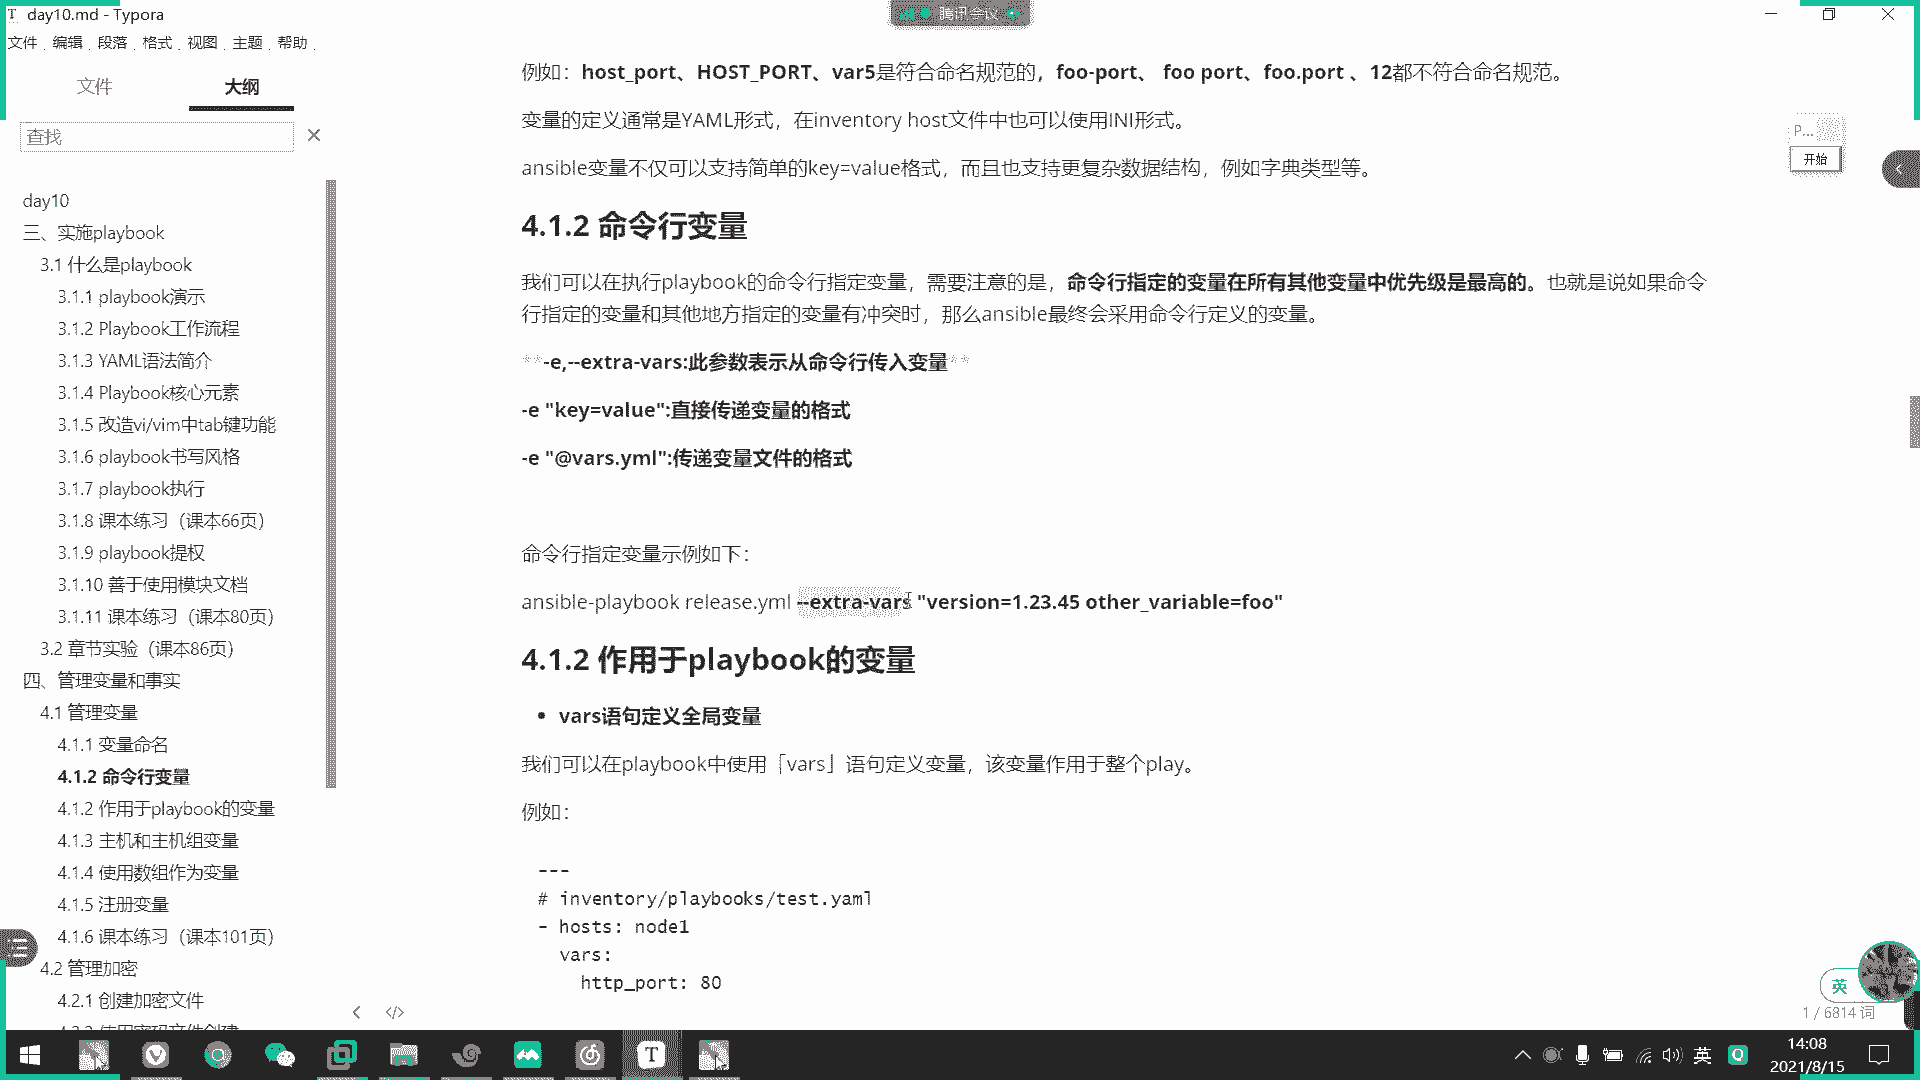 day10.md - Typora
腾讯会议
文件 编辑 段落 格式 视图 主题 帮助
文件
大纲
查找
day10
三、实施playbook
3.1 什么是playbook
3.1.1 playbook演示
3.1.2 Playbook工作流程
3.1.3 YAML语法简介
3.1.4 Playbook核心元素
3.1.5 改造vi/vim中tab键功能
3.1.6 playbook书写风格
3.1.7 playbook执行
3.1.8 课本练习（课本66页）
3.1.9 playbook提权
3.1.10 善于使用模块文档
3.1.11 课本练习（课本80页）
3.2 章节实验（课本86页）
四、管理变量和事实
4.1 管理变量
4.1.1 变量命名
4.1.2 命令行变量
4.1.2 作用于playbook的变量
4.1.3 主机和主机组变量
4.1.4 使用数组作为变量
4.1.5 注册变量
4.1.6 课本练习（课本101页）
4.2 管理加密
4.2.1 创建加密文件
例如：host_port、HOST_PORT、var5是符合命名规范的，foo-port、 foo port、foo.port 、12都不符合命名规范。
变量的定义通常是YAML形式，在inventory host文件中也可以使用INI形式。
ansible变量不仅可以支持简单的key=value格式，而且也支持更复杂数据结构，例如字典类型等。
4.1.2 命令行变量
我们可以在执行playbook的命令行指定变量，需要注意的是，命令行指定的变量在所有其他变量中优先级是最高的。也就是说如果命令
行指定的变量和其他地方指定的变量有冲突时，那么ansible最终会采用命令行定义的变量。
**-e,--extra-vars:此参数表示从命令行传入变量**
-e "key=value":直接传递变量的格式
-e "@vars.yml":传递变量文件的格式
命令行指定变量示例如下：
ansible-playbook release.yml --extra-vars "version=1.23.45 other_variable=foo"
4.1.2 作用于playbook的变量
• vars语句定义全局变量
我们可以在playbook中使用「vars」语句定义变量，该变量作用于整个play。
例如：
---
# inventory/playbooks/test.yaml
- hosts: node1
vars:
http_port: 80
P...
开始
英
1 / 6814 词
英
14:08
2021/8/15